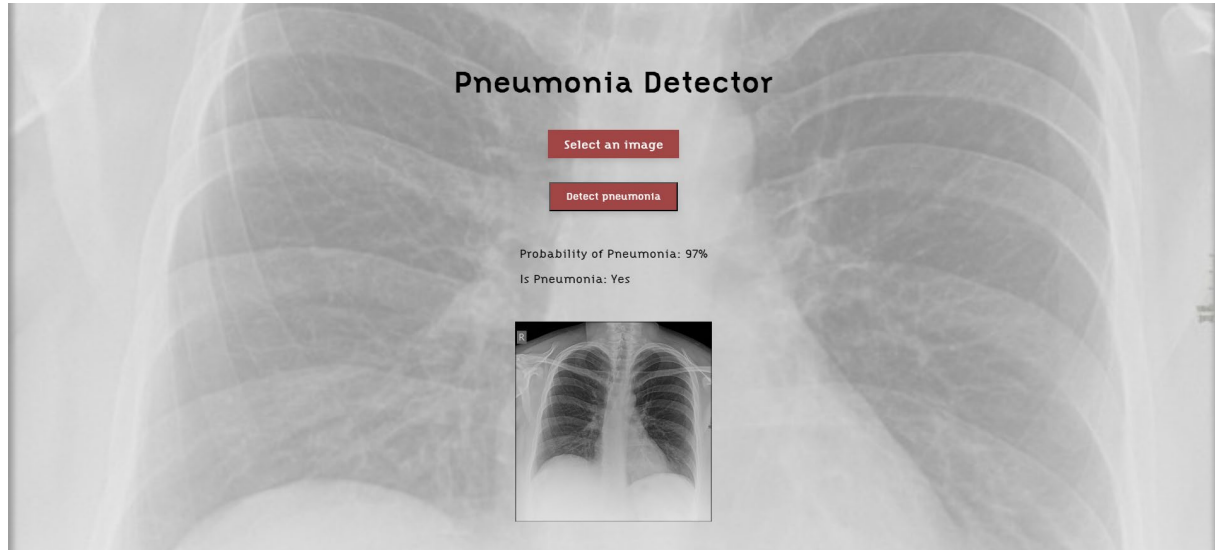 Pneumonia Detector
Select an image
Detect pneumonia
Probability of Pneumonia: 97%
Is Pneumonia: Yes
R